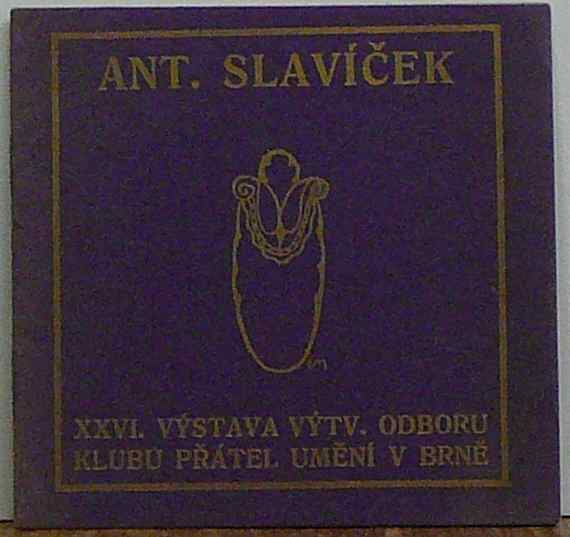 ANT. SLAVÍČEK
XXVI. VÝSTAVA VÝTV. ODBORU
KLUBU PŘÁTEL UMĚNÍ V BRNĚ